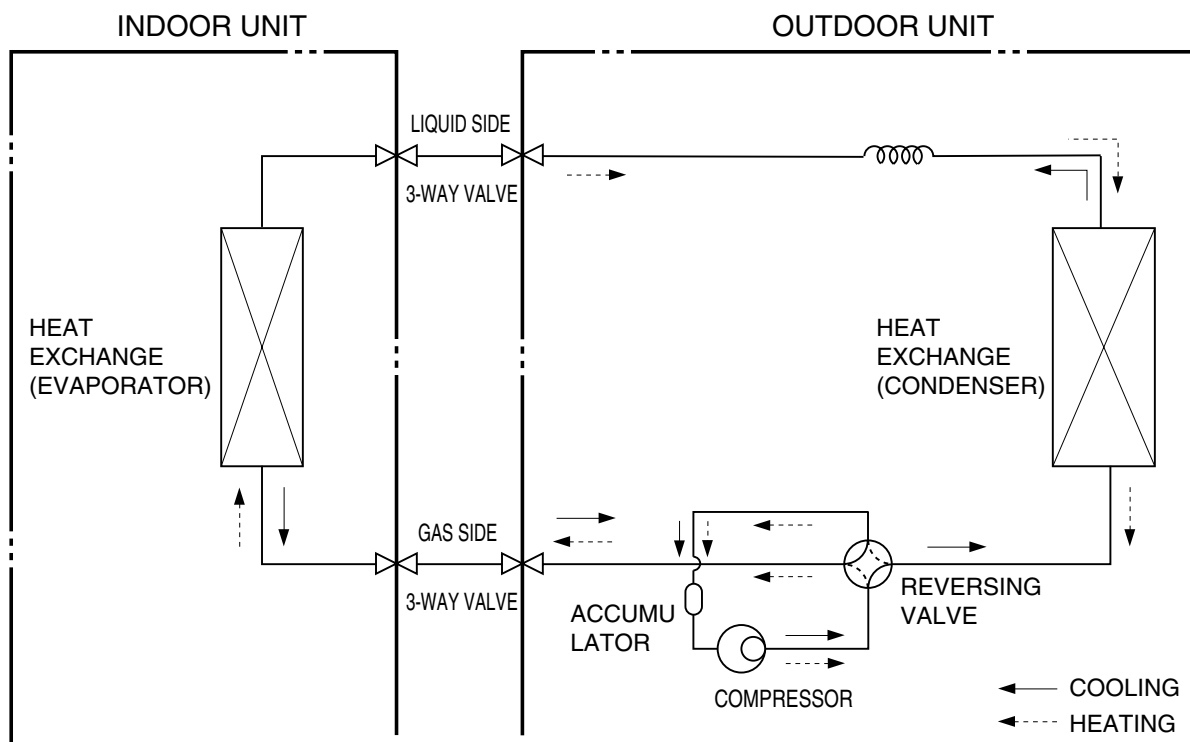 INDOOR UNIT
OUTDOOR UNIT
LIQUID SIDE
3-WAY VALVE
HEAT
EXCHANGE
(EVAPORATOR)
HEAT
EXCHANGE
(CONDENSER)
GAS SIDE
3-WAY VALVE
REVERSING
VALVE
ACCUMU
LATOR
COMPRESSOR
COOLING
HEATING